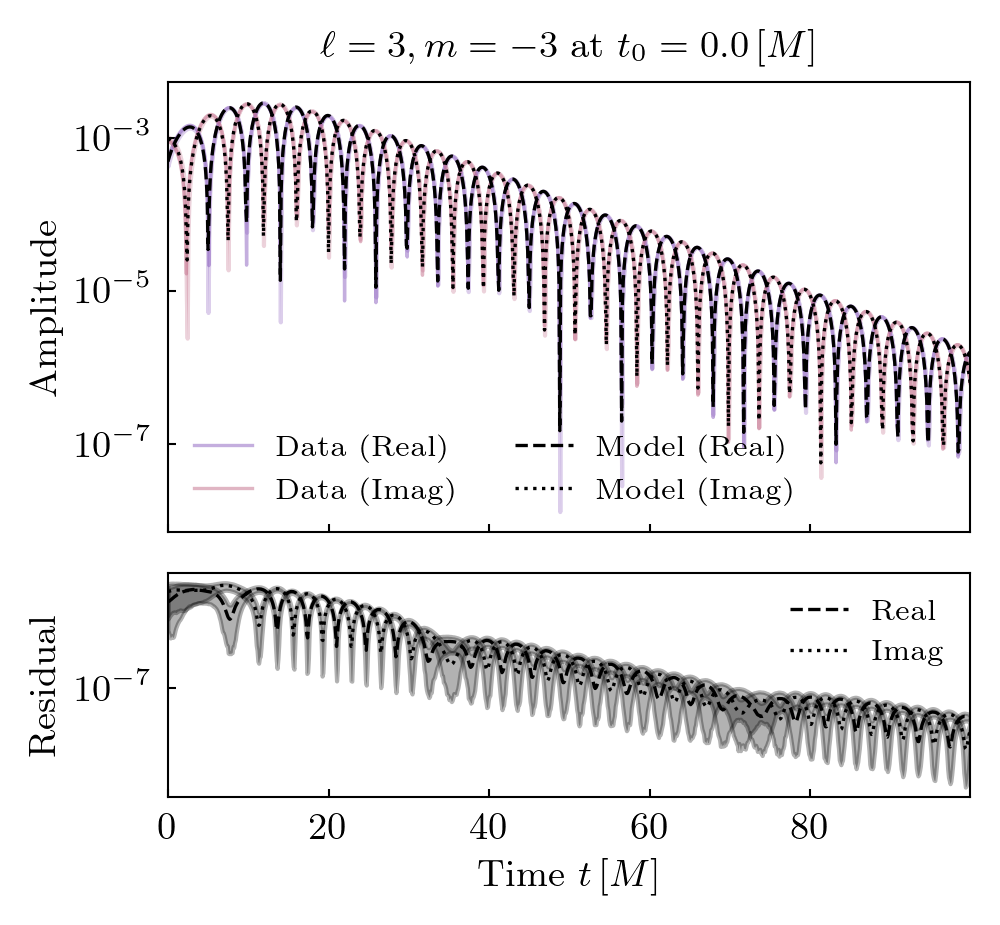 ℓ = 3, m = −3 at t₀ = 0.0 [M]
10⁻³
10⁻⁵
10⁻⁷
Amplitude
Data (Real)
Data (Imag)
Model (Real)
Model (Imag)
Residual
10⁻⁷
Real
Imag
0 20 40 60 80
Time t [M]